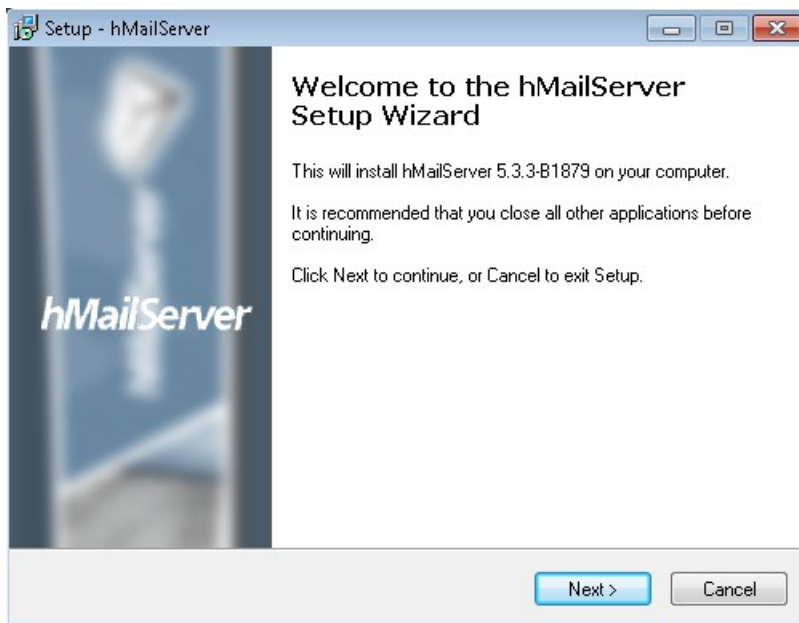 Setup - hMailServer
Welcome to the hMailServer
Setup Wizard
This will install hMailServer 5.3.3-B1879 on your computer.
It is recommended that you close all other applications before
continuing.
Click Next to continue, or Cancel to exit Setup.
hMailServer
Next >
Cancel